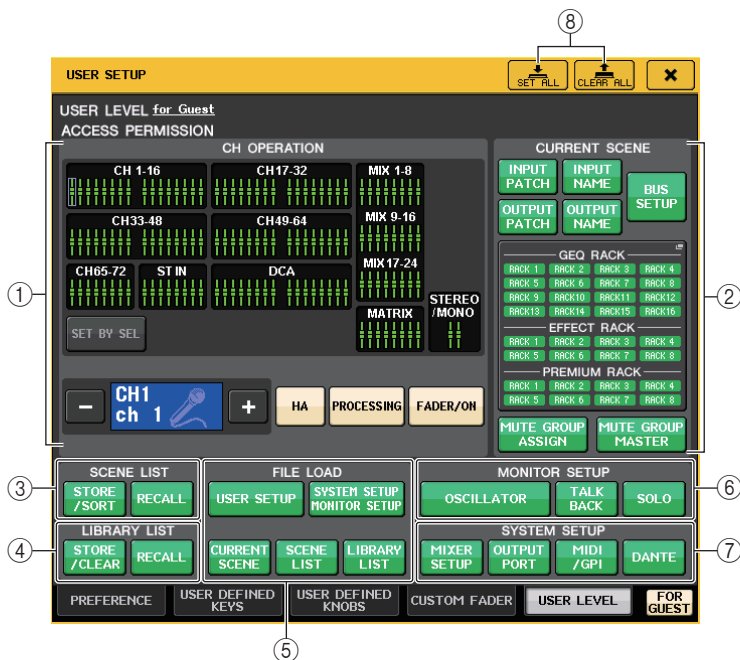 ⑧
USER SETUP
SET ALL
CLEAR ALL
USER LEVEL for Guest
ACCESS PERMISSION
CH OPERATION
CH 1-16
CH17-32
MIX 1-8
CH33-48
CH49-64
MIX 9-16
CH65-72
ST IN
DCA
MIX17-24
STEREO
/MONO
MATRIX
SET BY SEL
CH1
ch 1
HA
PROCESSING
FADER/ON
①
CURRENT SCENE
INPUT
PATCH
INPUT
NAME
BUS
SETUP
OUTPUT
PATCH
OUTPUT
NAME
GEQ RACK
RACK 1 RACK 2 RACK 3 RACK 4
RACK 5 RACK 6 RACK 7 RACK 8
RACK 9 RACK10 RACK11 RACK12
RACK13 RACK14 RACK15 RACK16
EFFECT RACK
RACK 1 RACK 2 RACK 3 RACK 4
RACK 5 RACK 6 RACK 7 RACK 8
PREMIUM RACK
RACK 1 RACK 2 RACK 3 RACK 4
RACK 5 RACK 6 RACK 7 RACK 8
MUTE GROUP
ASSIGN
MUTE GROUP
MASTER
②
③
SCENE LIST
STORE
/SORT
RECALL
④
LIBRARY LIST
STORE
/CLEAR
RECALL
FILE LOAD
USER SETUP
SYSTEM SETUP
MONITOR SETUP
CURRENT
SCENE
SCENE
LIST
LIBRARY
LIST
⑤
MONITOR SETUP
OSCILLATOR
TALK
BACK
SOLO
⑥
SYSTEM SETUP
MIXER
SETUP
OUTPUT
PORT
MIDI
/GPI
DANTE
⑦
PREFERENCE
USER DEFINED
KEYS
USER DEFINED
KNOBS
CUSTOM FADER
USER LEVEL
FOR
GUEST